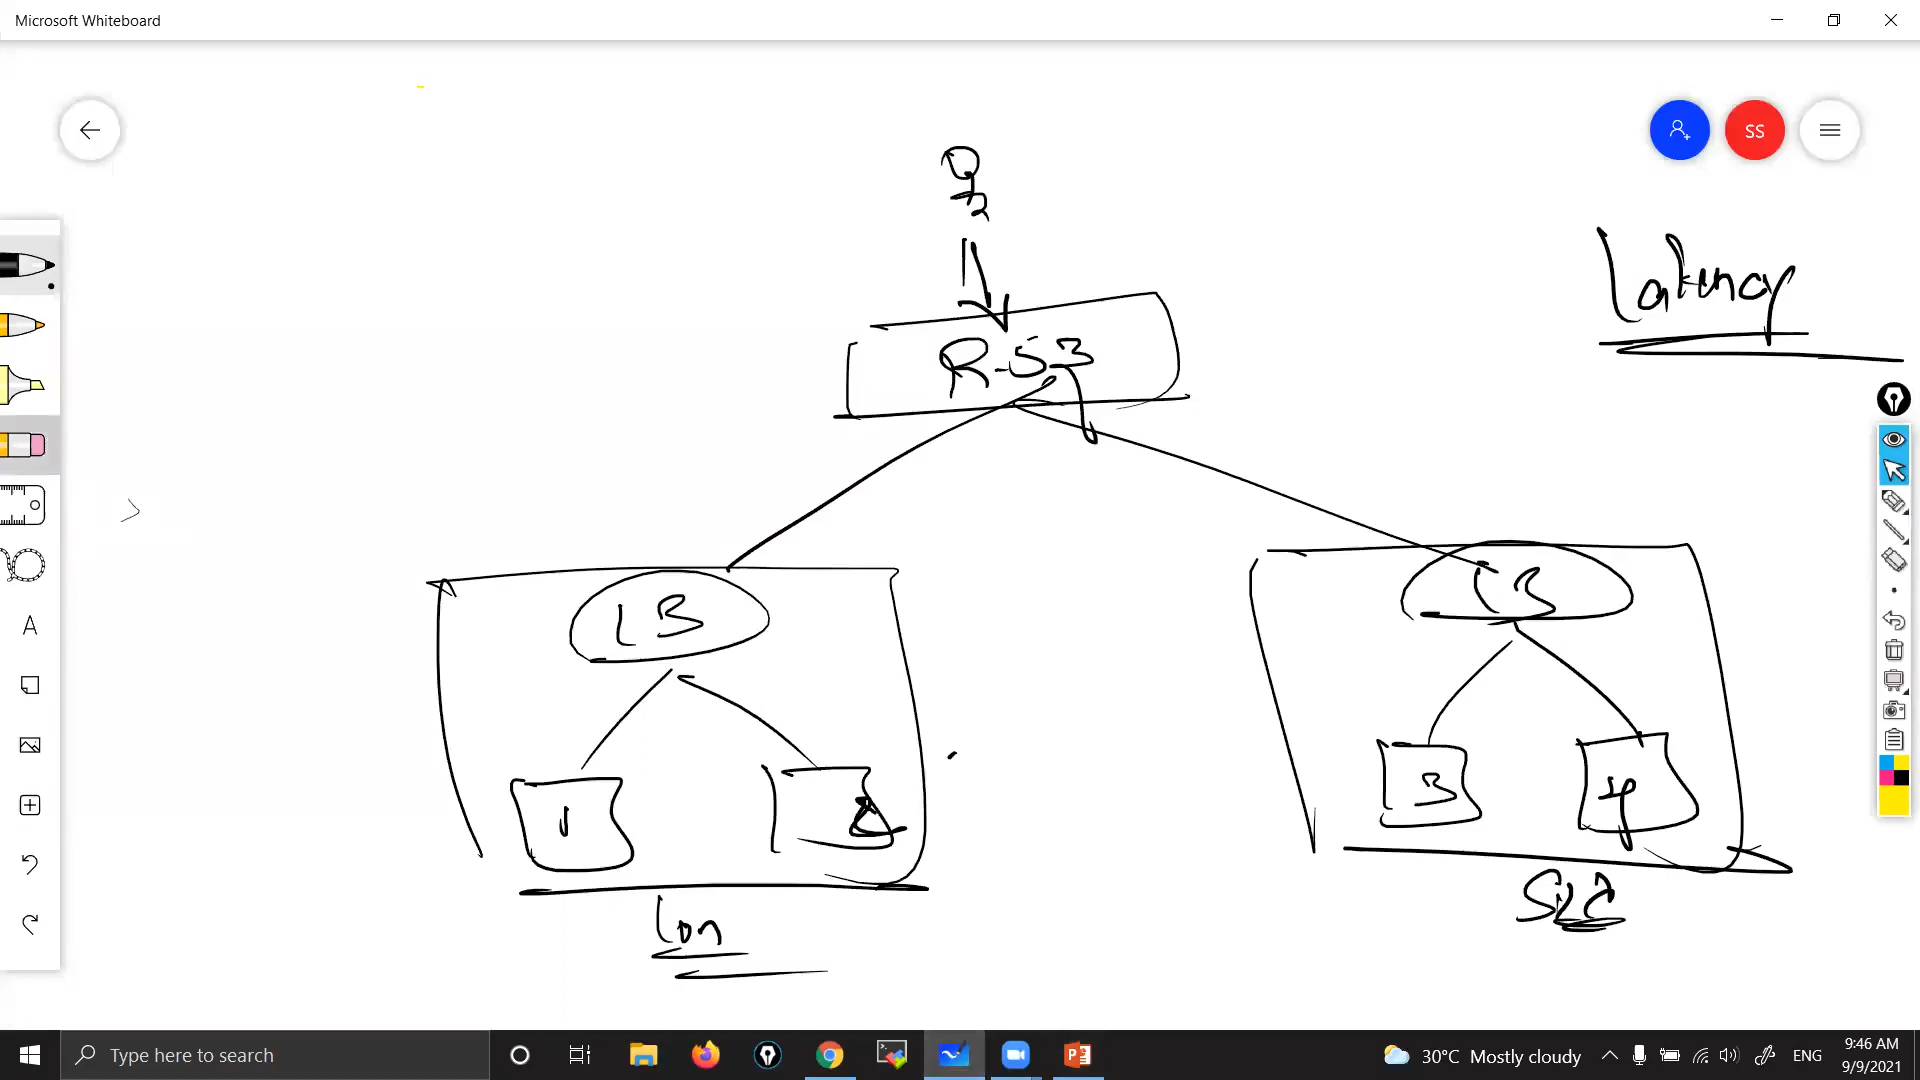 Microsoft Whiteboard
SS
Latency
R-53
LB
LB
1
2
3
4
Lon
A
Type here to search
30°C Mostly cloudy
ENG
9:46 AM
9/9/2021